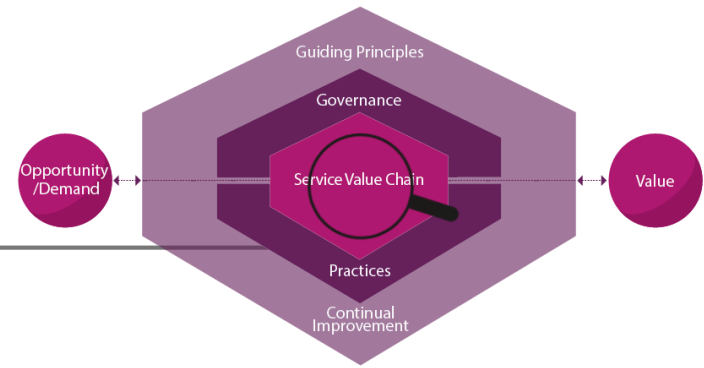 Guiding Principles
Governance
Opportunity
/Demand
Service Value Chain
Value
Practices
Continual
Improvement